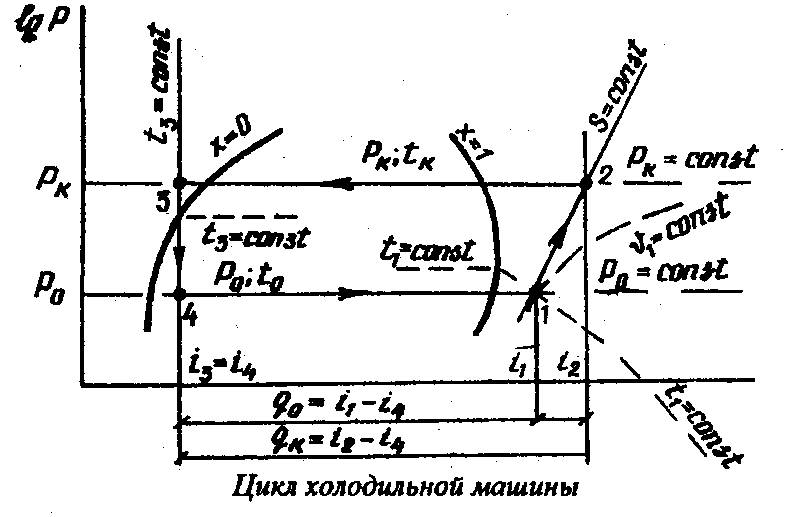 lg P
t₃ = const
x=0
x=1
S=const
Pк; tк
Pк
3
2
Pк = const
t₃=const
t₁=const
v₁=const
P₀; t₀
P₀
4
1
P₀ = const
i₃=i₄
i₁
i₂
t₁=const
q₀ = i₁ − i₄
qк = i₂ − i₄
Цикл холодильной машины